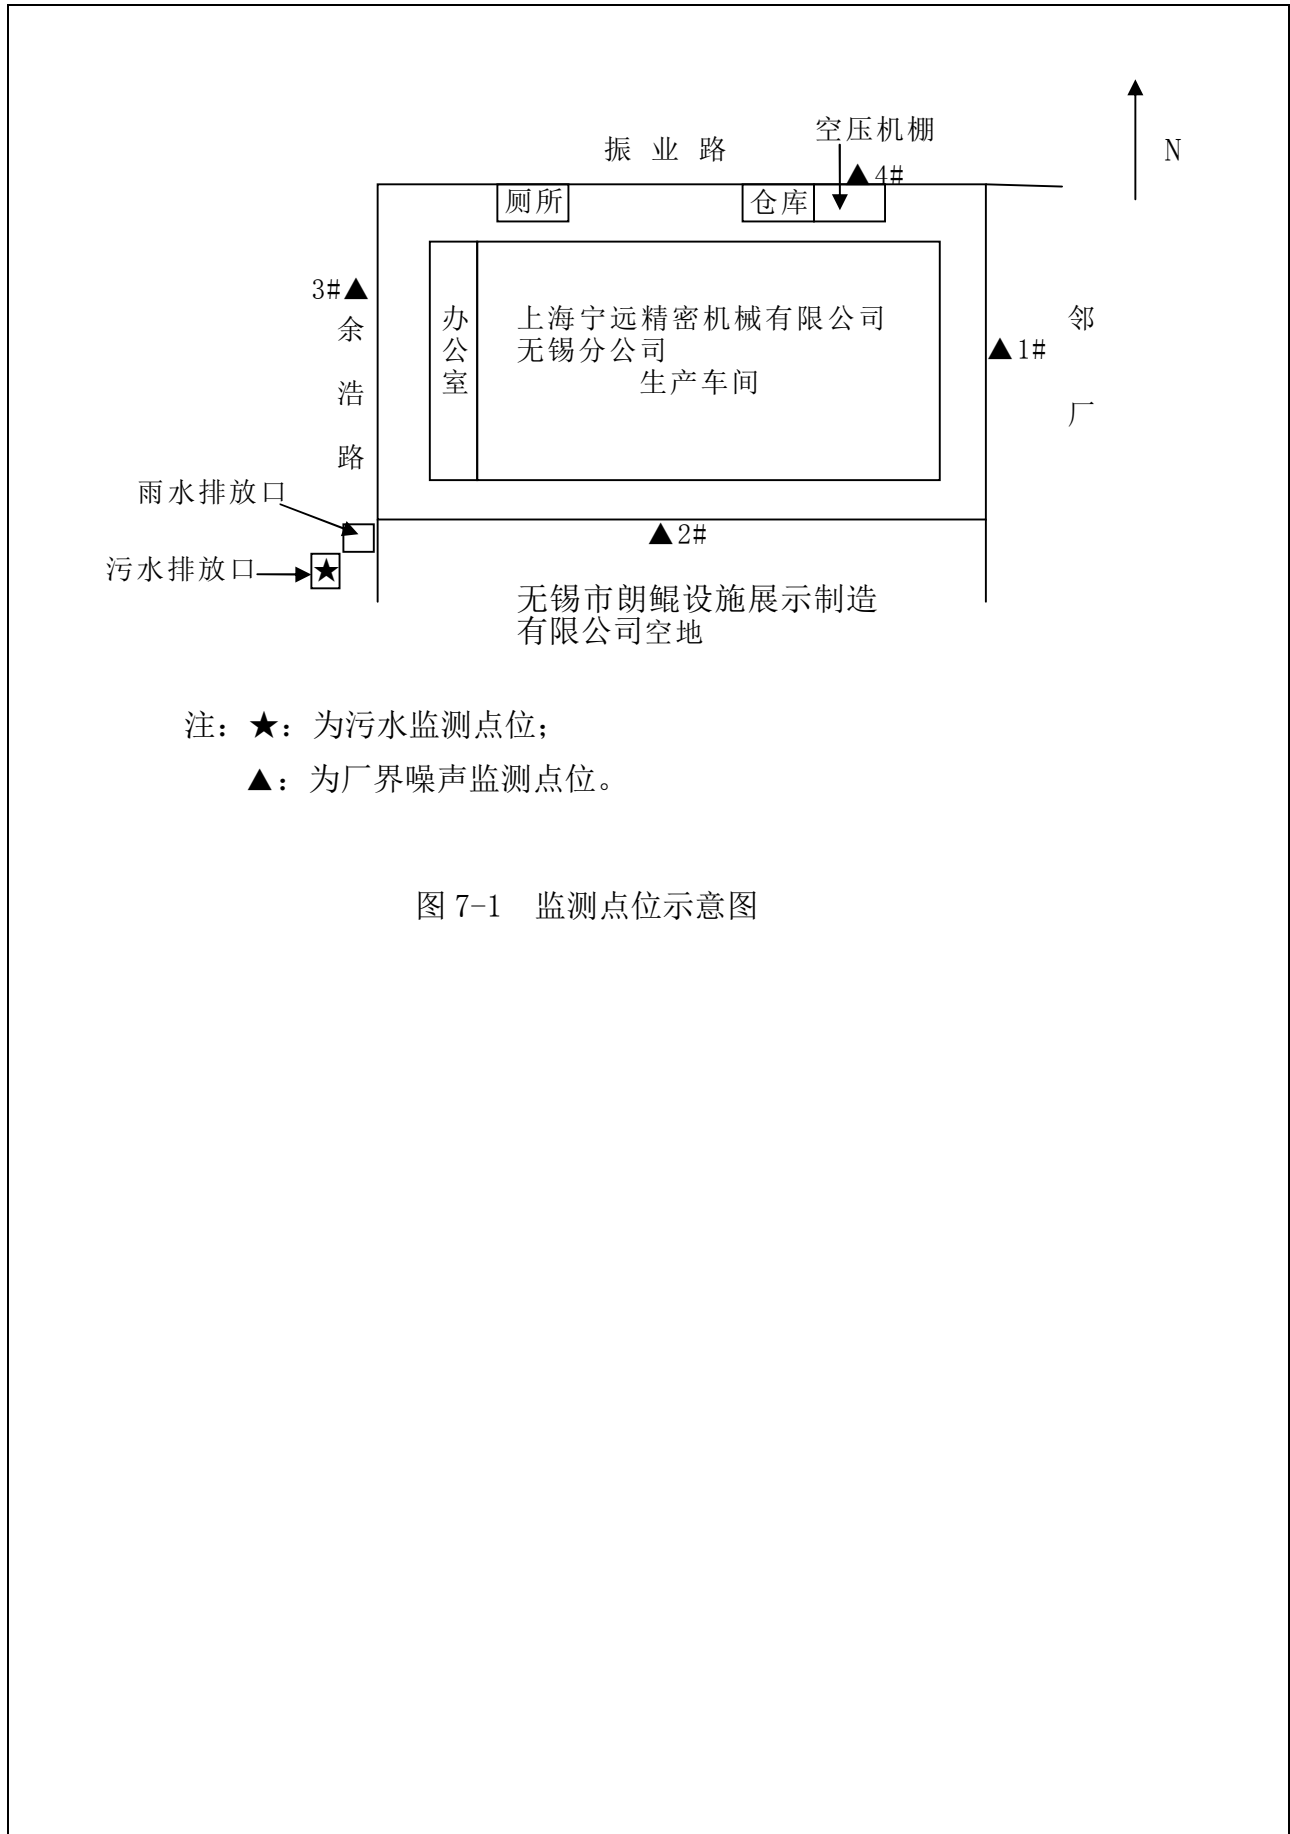 空压机棚
振 业 路
N
▲4#
厕所
仓库
3#▲
余
浩
路
办
公
室
上海宁远精密机械有限公司
无锡分公司
生产车间
▲1#
邻
厂
雨水排放口
▲2#
污水排放口
★
无锡市朗鲲设施展示制造
有限公司空地
注：★：为污水监测点位；
▲：为厂界噪声监测点位。
图 7-1 监测点位示意图